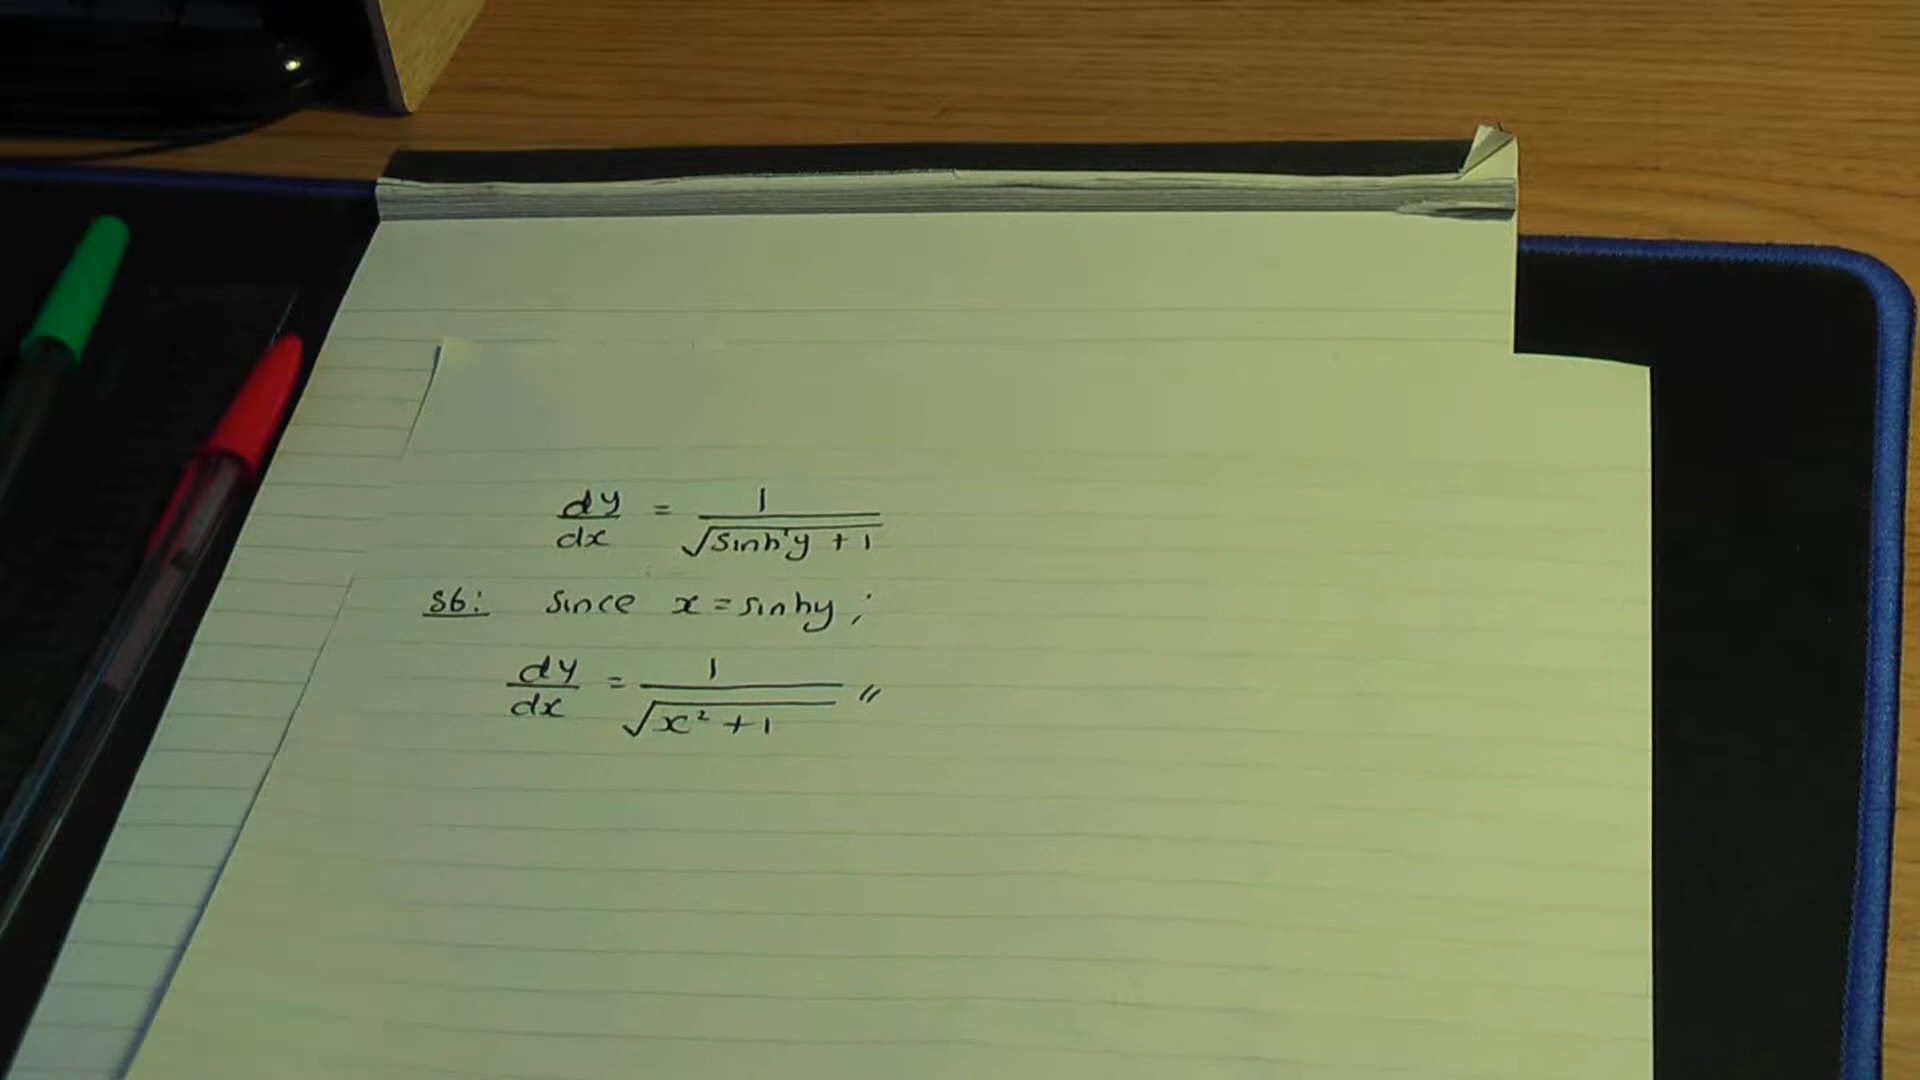 dy/dx = 1/√(sinh²y + 1)
S6: Since x = sinhy ;
dy/dx = 1/√(x² + 1) //